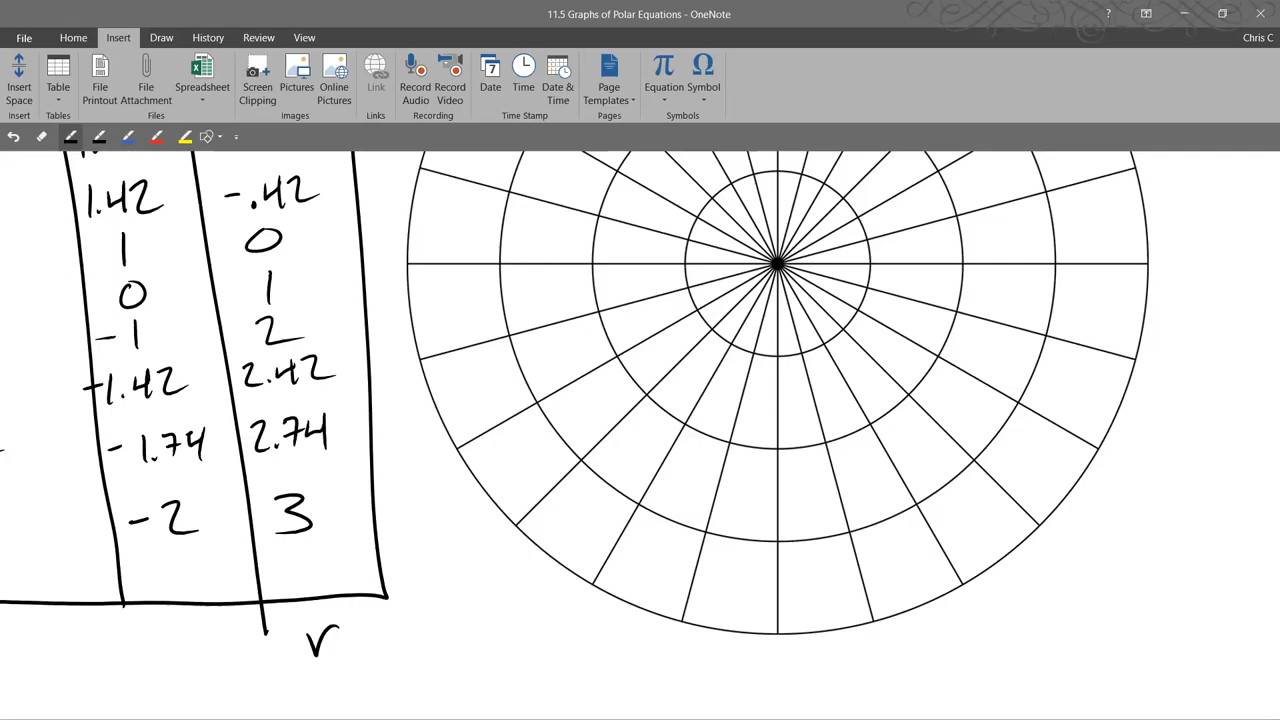 11.5 Graphs of Polar Equations - OneNote
?
File Home Insert Draw History Review View
Chris C
Insert Space Table File Printout File Attachment Spreadsheet Screen Clipping Pictures Online Pictures Link Record Audio Record Video Date Time Date & Time Page Templates Equation Symbol
Insert Tables Files Images Links Recording Time Stamp Pages Symbols
1.42 -.42
1 0
0 1
-1 2
-1.42 2.42
-1.74 2.74
-2 3
r